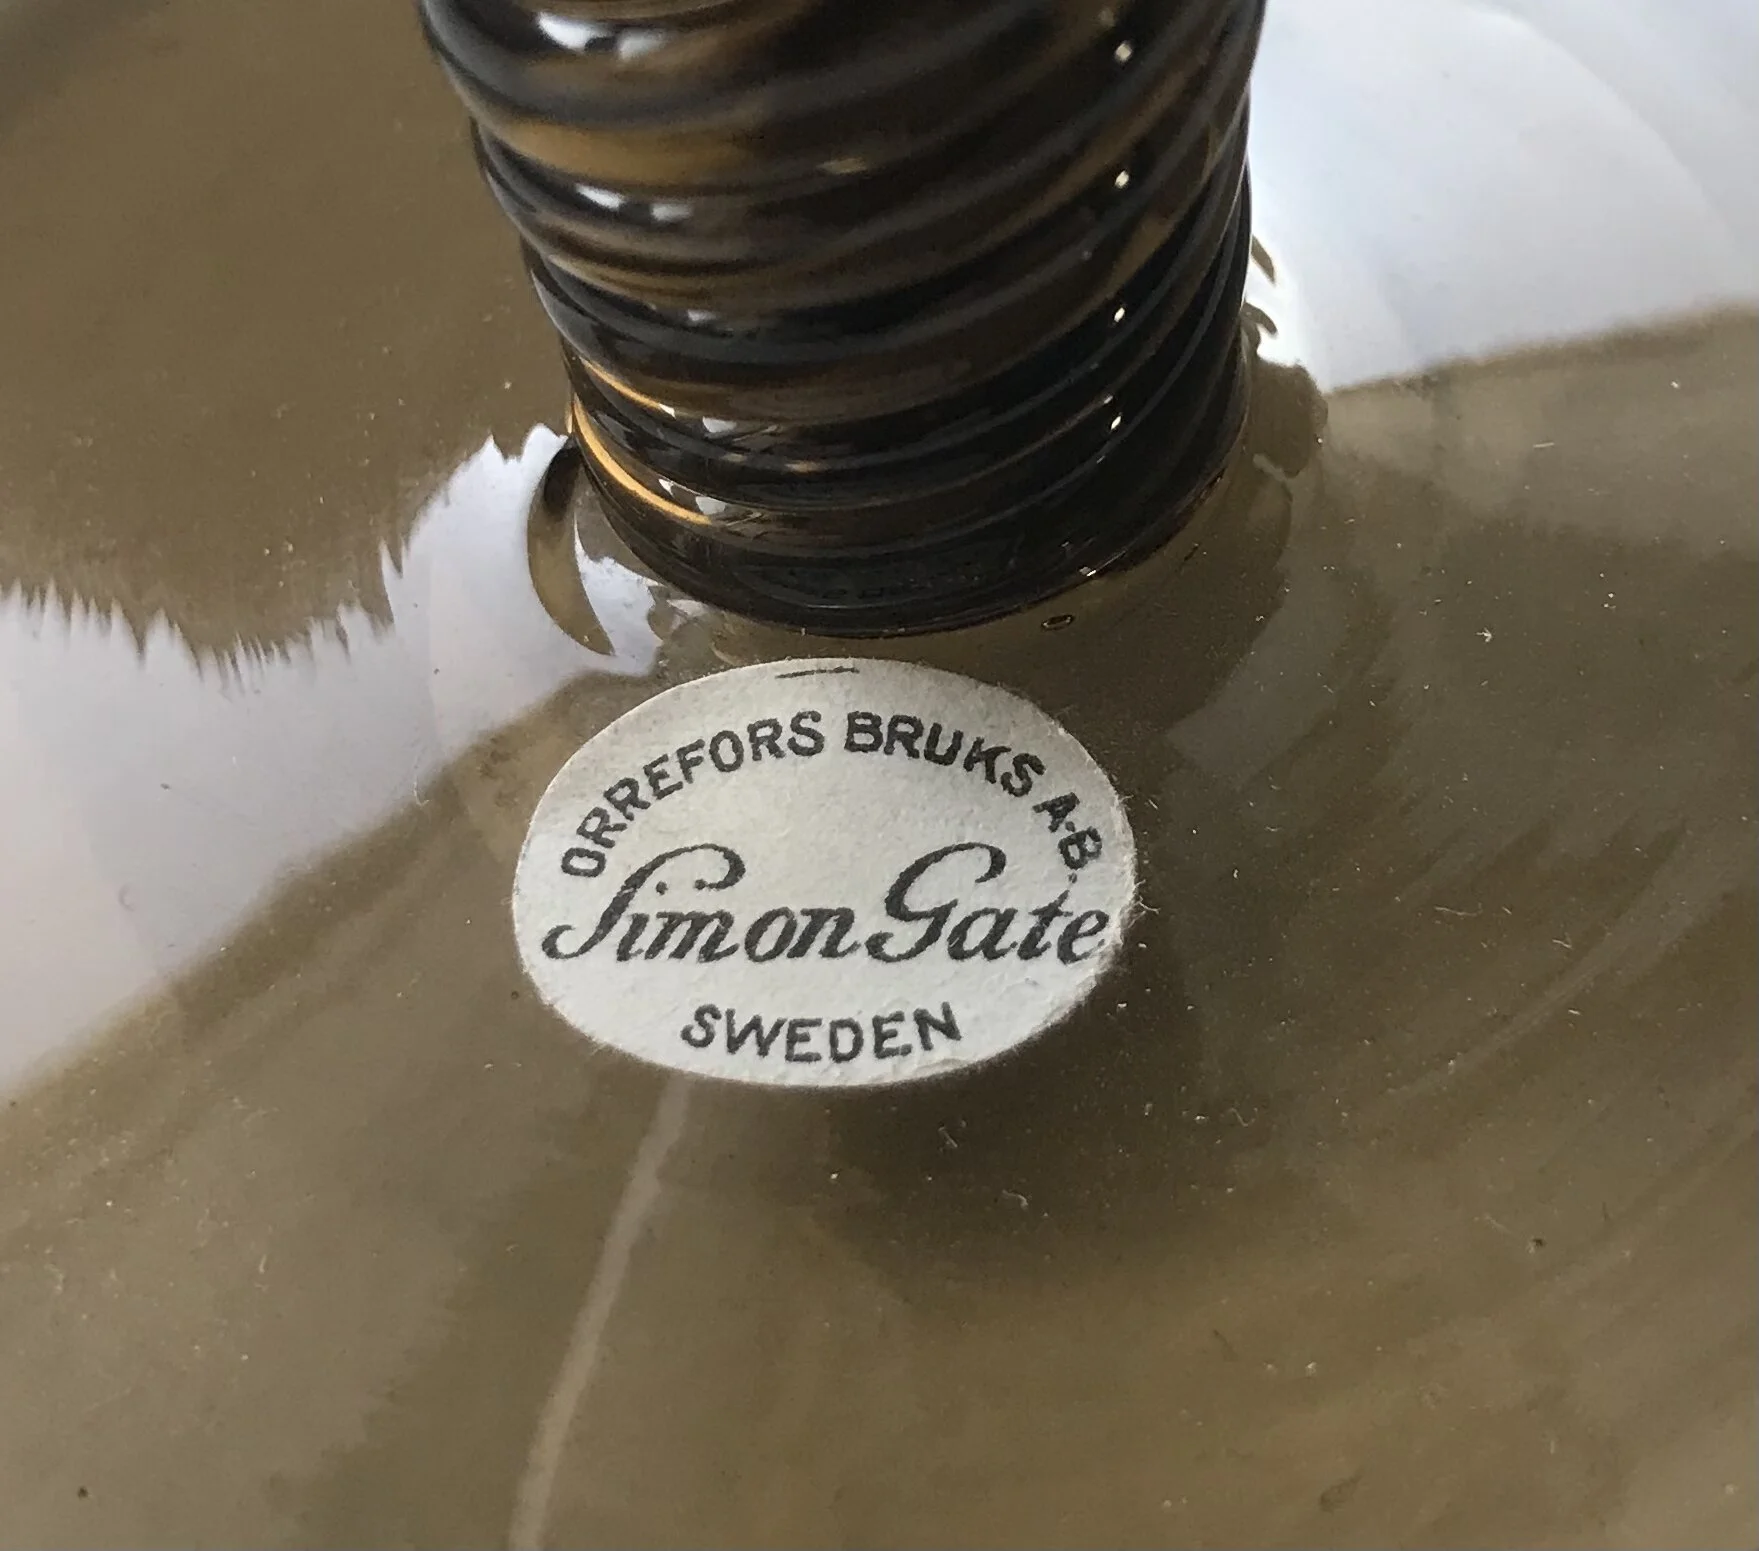 ORREFORS BRUKS A-B.
Simon Gate
SWEDEN